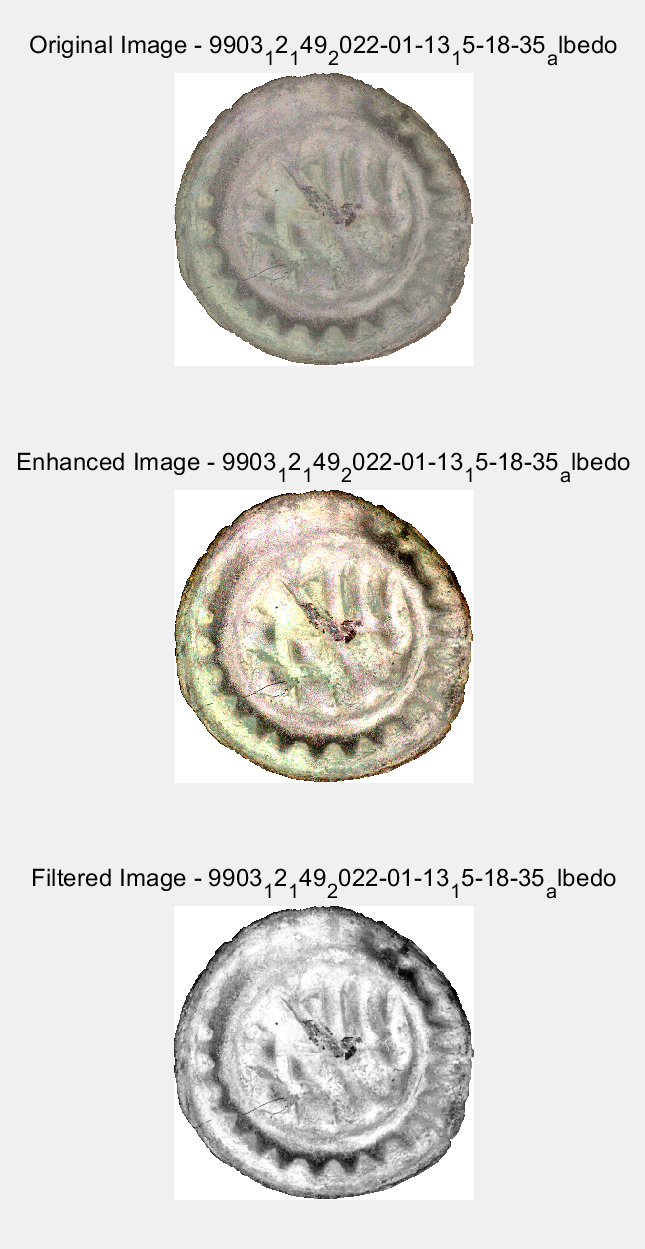 Original Image - 9903₁2₁49₂022-01-13₁5-18-35ₐlbedo
Enhanced Image - 9903₁2₁49₂022-01-13₁5-18-35ₐlbedo
Filtered Image - 9903₁2₁49₂022-01-13₁5-18-35ₐlbedo